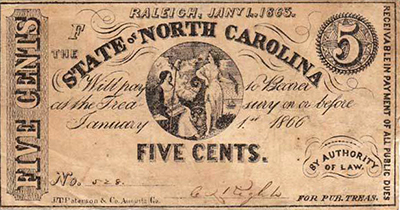 RALEIGH, JANY 1. 1863.
F
THE
STATE OF NORTH CAROLINA
5
Will pay to Bearer
at the Treasury on or before
January 1st 1866
FIVE CENTS.
No. 528.
J.T. Paterson & Co. Augusta Ga.
BY AUTHORITY
OF LAW.
FOR PUB. TREAS.
FIVE CENTS
RECEIVABLE IN PAYMENT OF ALL PUBLIC DUES